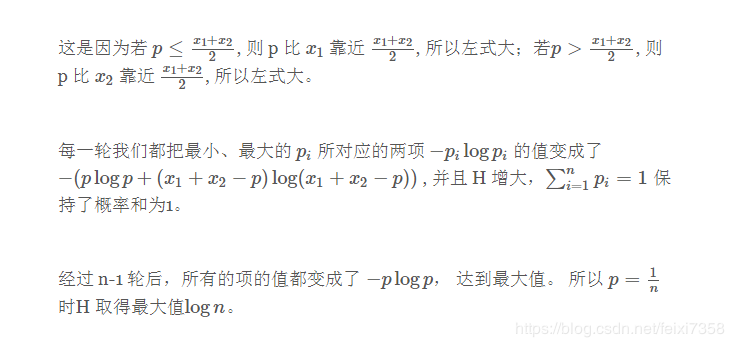 这是因为若 $p \le \frac{x_1+x_2}{2}$, 则 p 比 $x_1$ 靠近 $\frac{x_1+x_2}{2}$, 所以左式大；若$p > \frac{x_1+x_2}{2}$, 则
p 比 $x_2$ 靠近 $\frac{x_1+x_2}{2}$, 所以左式大。
每一轮我们都把最小、最大的 $p_i$ 所对应的两项 $-p_i \log p_i$ 的值变成了
$-(p \log p + (x_1 + x_2 - p) \log(x_1 + x_2 - p))$ , 并且 H 增大, $\sum_{i=1}^{n} p_i = 1$ 保
持了概率和为1。
经过 n-1 轮后，所有的项的值都变成了 $-p \log p$， 达到最大值。 所以 $p = \frac{1}{n}$
时H 取得最大值$\log n$。
https://blog.csdn.net/feixi7358